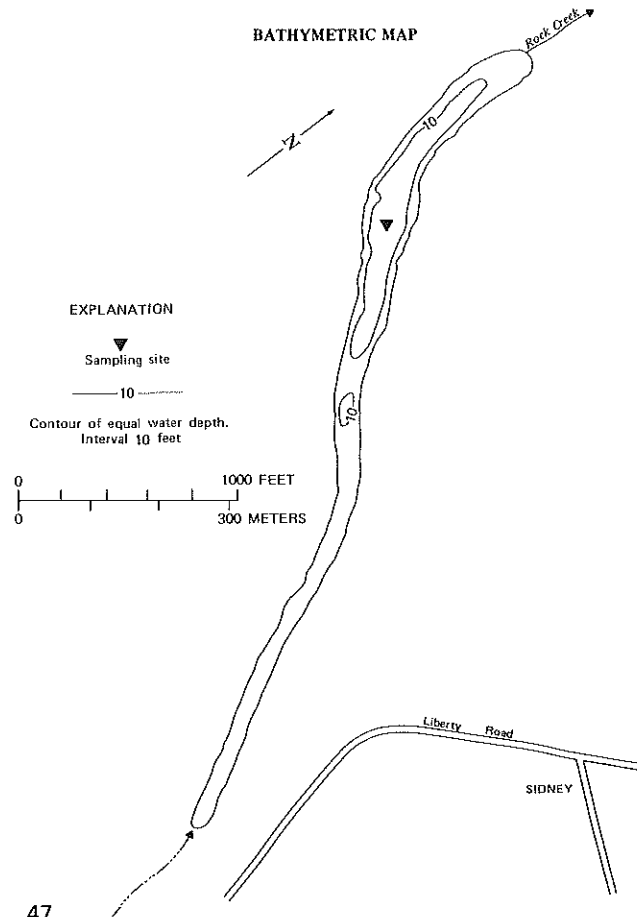 BATHYMETRIC MAP
Rock Creek
N
10
EXPLANATION
Sampling site
10
Contour of equal water depth.
Interval 10 feet
10
0 1000 FEET
0 300 METERS
Liberty Road
SIDNEY
47